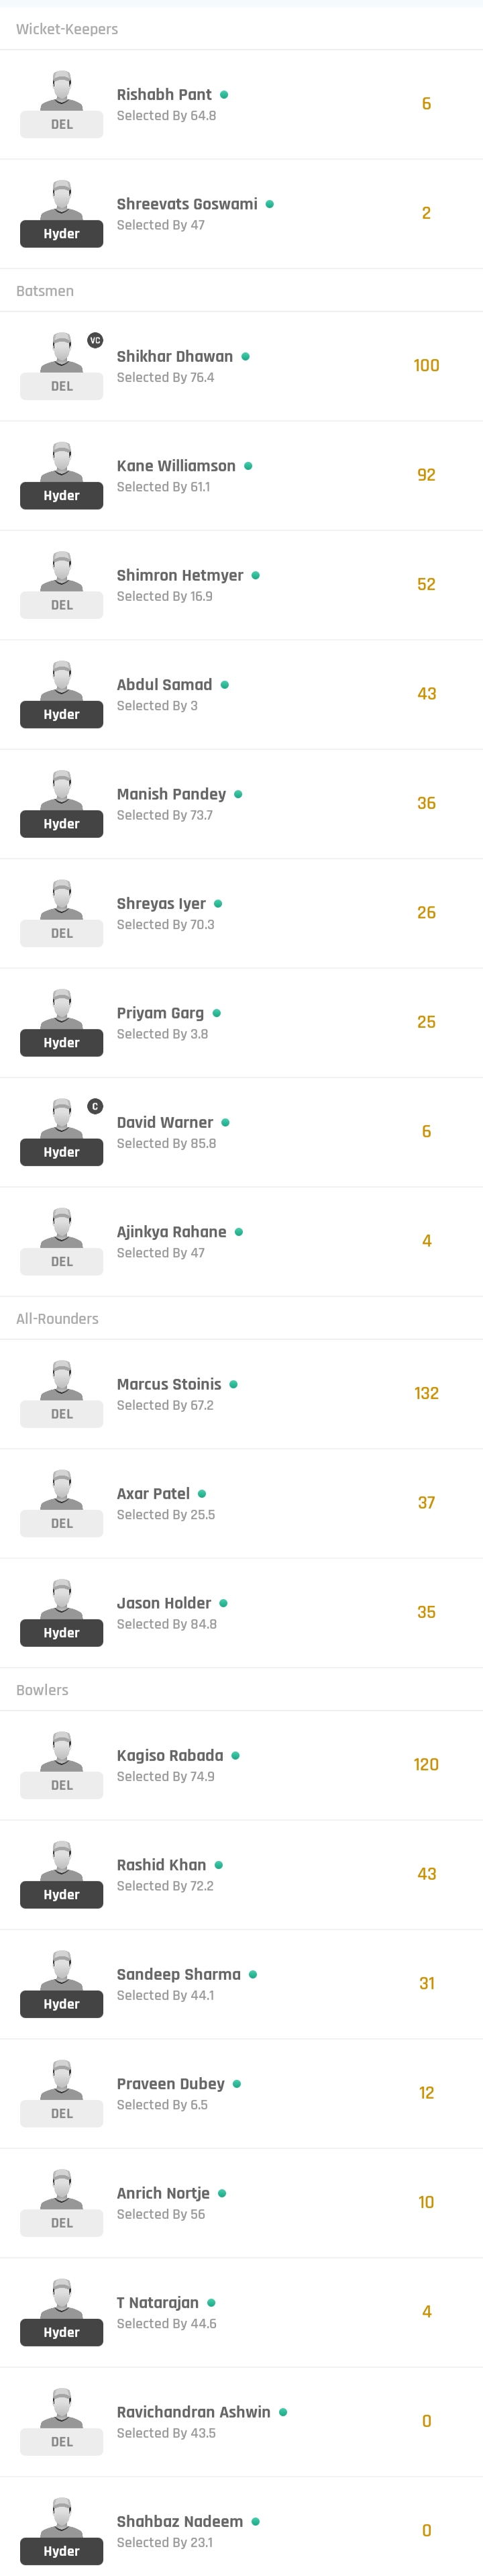 Wicket-Keepers
Rishabh Pant
6
DEL
Selected By 64.8
Shreevats Goswami
2
Hyder
Selected By 47
Batsmen
VC
Shikhar Dhawan
100
DEL
Selected By 76.4
Kane Williamson
92
Hyder
Selected By 61.1
Shimron Hetmyer
52
DEL
Selected By 16.9
Abdul Samad
43
Hyder
Selected By 3
Manish Pandey
36
Hyder
Selected By 73.7
Shreyas Iyer
26
DEL
Selected By 70.3
Priyam Garg
25
Hyder
Selected By 3.8
C
David Warner
6
Hyder
Selected By 85.8
Ajinkya Rahane
4
DEL
Selected By 47
All-Rounders
Marcus Stoinis
132
DEL
Selected By 67.2
Axar Patel
37
DEL
Selected By 25.5
Jason Holder
35
Hyder
Selected By 84.8
Bowlers
Kagiso Rabada
120
DEL
Selected By 74.9
Rashid Khan
43
Hyder
Selected By 72.2
Sandeep Sharma
31
Hyder
Selected By 44.1
Praveen Dubey
12
DEL
Selected By 6.5
Anrich Nortje
10
DEL
Selected By 56
T Natarajan
4
Hyder
Selected By 44.6
Ravichandran Ashwin
0
DEL
Selected By 43.5
Shahbaz Nadeem
0
Hyder
Selected By 23.1